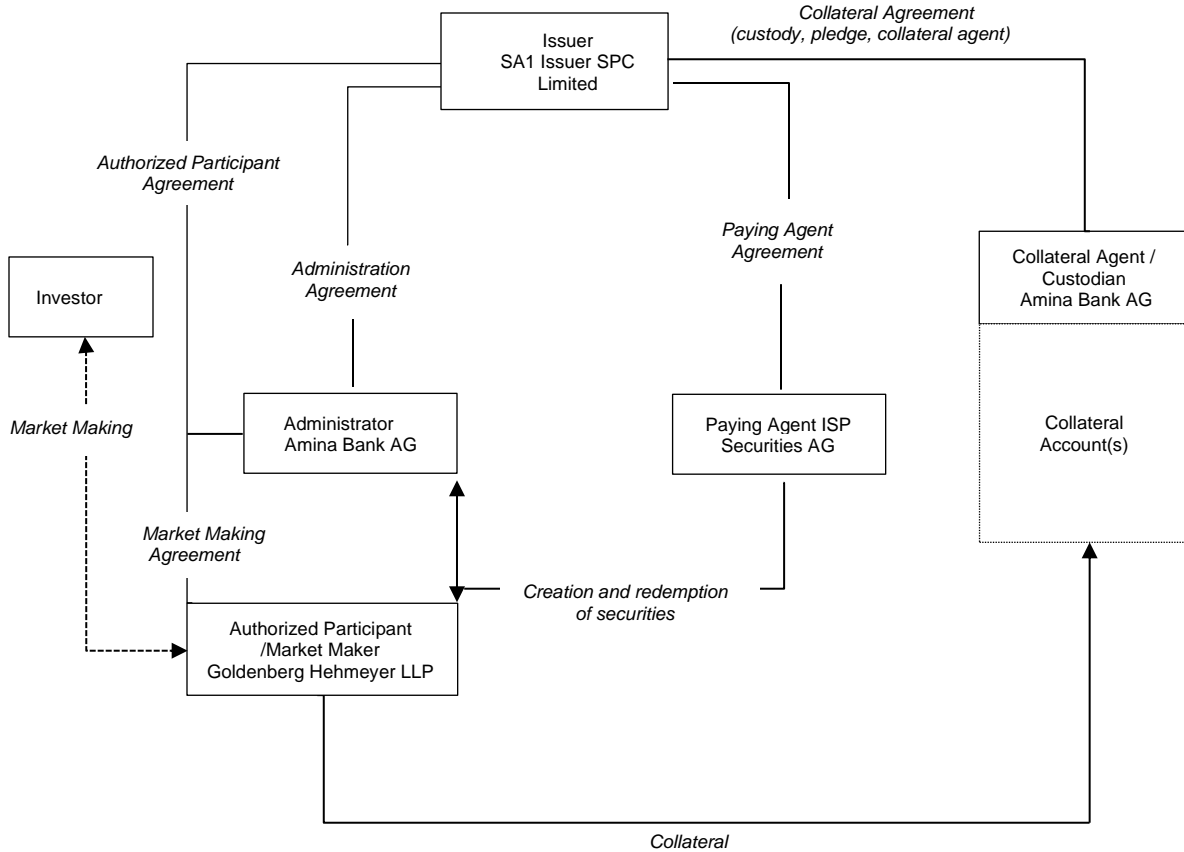 Collateral Agreement
(custody, pledge, collateral agent)
Issuer
SA1 Issuer SPC
Limited
Authorized Participant
Agreement
Administration
Agreement
Paying Agent
Agreement
Collateral Agent /
Custodian
Amina Bank AG
Investor
Market Making
Administrator
Amina Bank AG
Paying Agent ISP
Securities AG
Collateral
Account(s)
Market Making
Agreement
Creation and redemption
of securities
Authorized Participant
/Market Maker
Goldenberg Hehmeyer LLP
Collateral